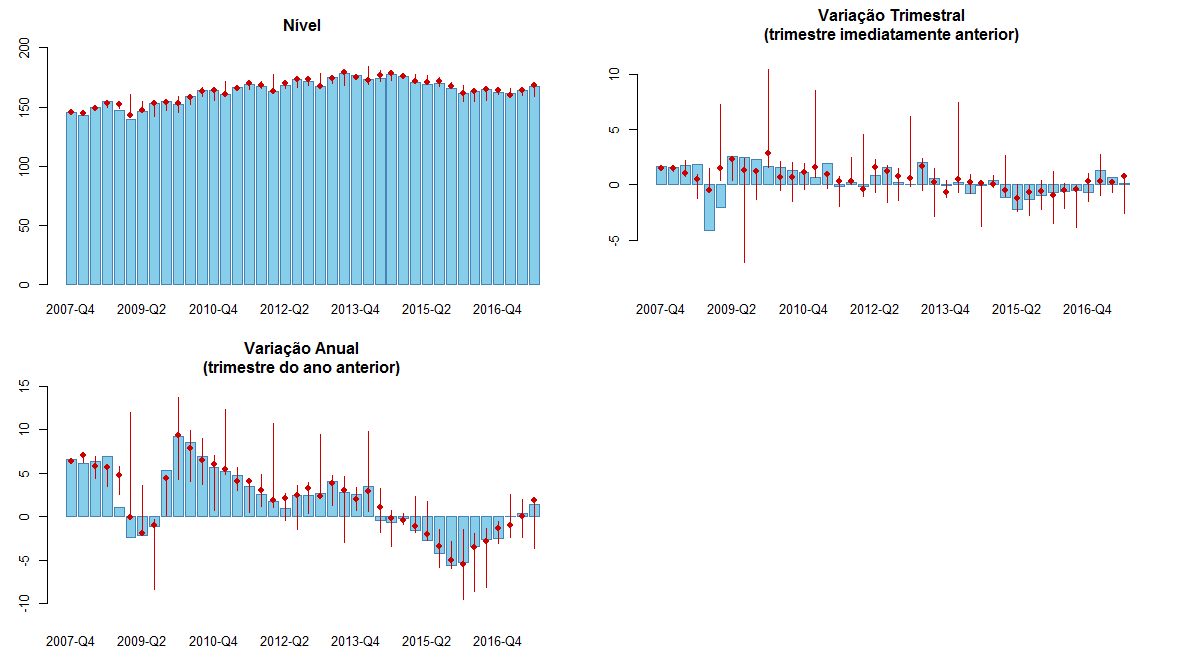 Nível
200
150
100
50
0
2007-Q4 2009-Q2 2010-Q4 2012-Q2 2013-Q4 2015-Q2 2016-Q4
Variação Trimestral
(trimestre imediatamente anterior)
10
5
0
-5
2007-Q4 2009-Q2 2010-Q4 2012-Q2 2013-Q4 2015-Q2 2016-Q4
Variação Anual
(trimestre do ano anterior)
15
10
5
0
-5
-10
2007-Q4 2009-Q2 2010-Q4 2012-Q2 2013-Q4 2015-Q2 2016-Q4